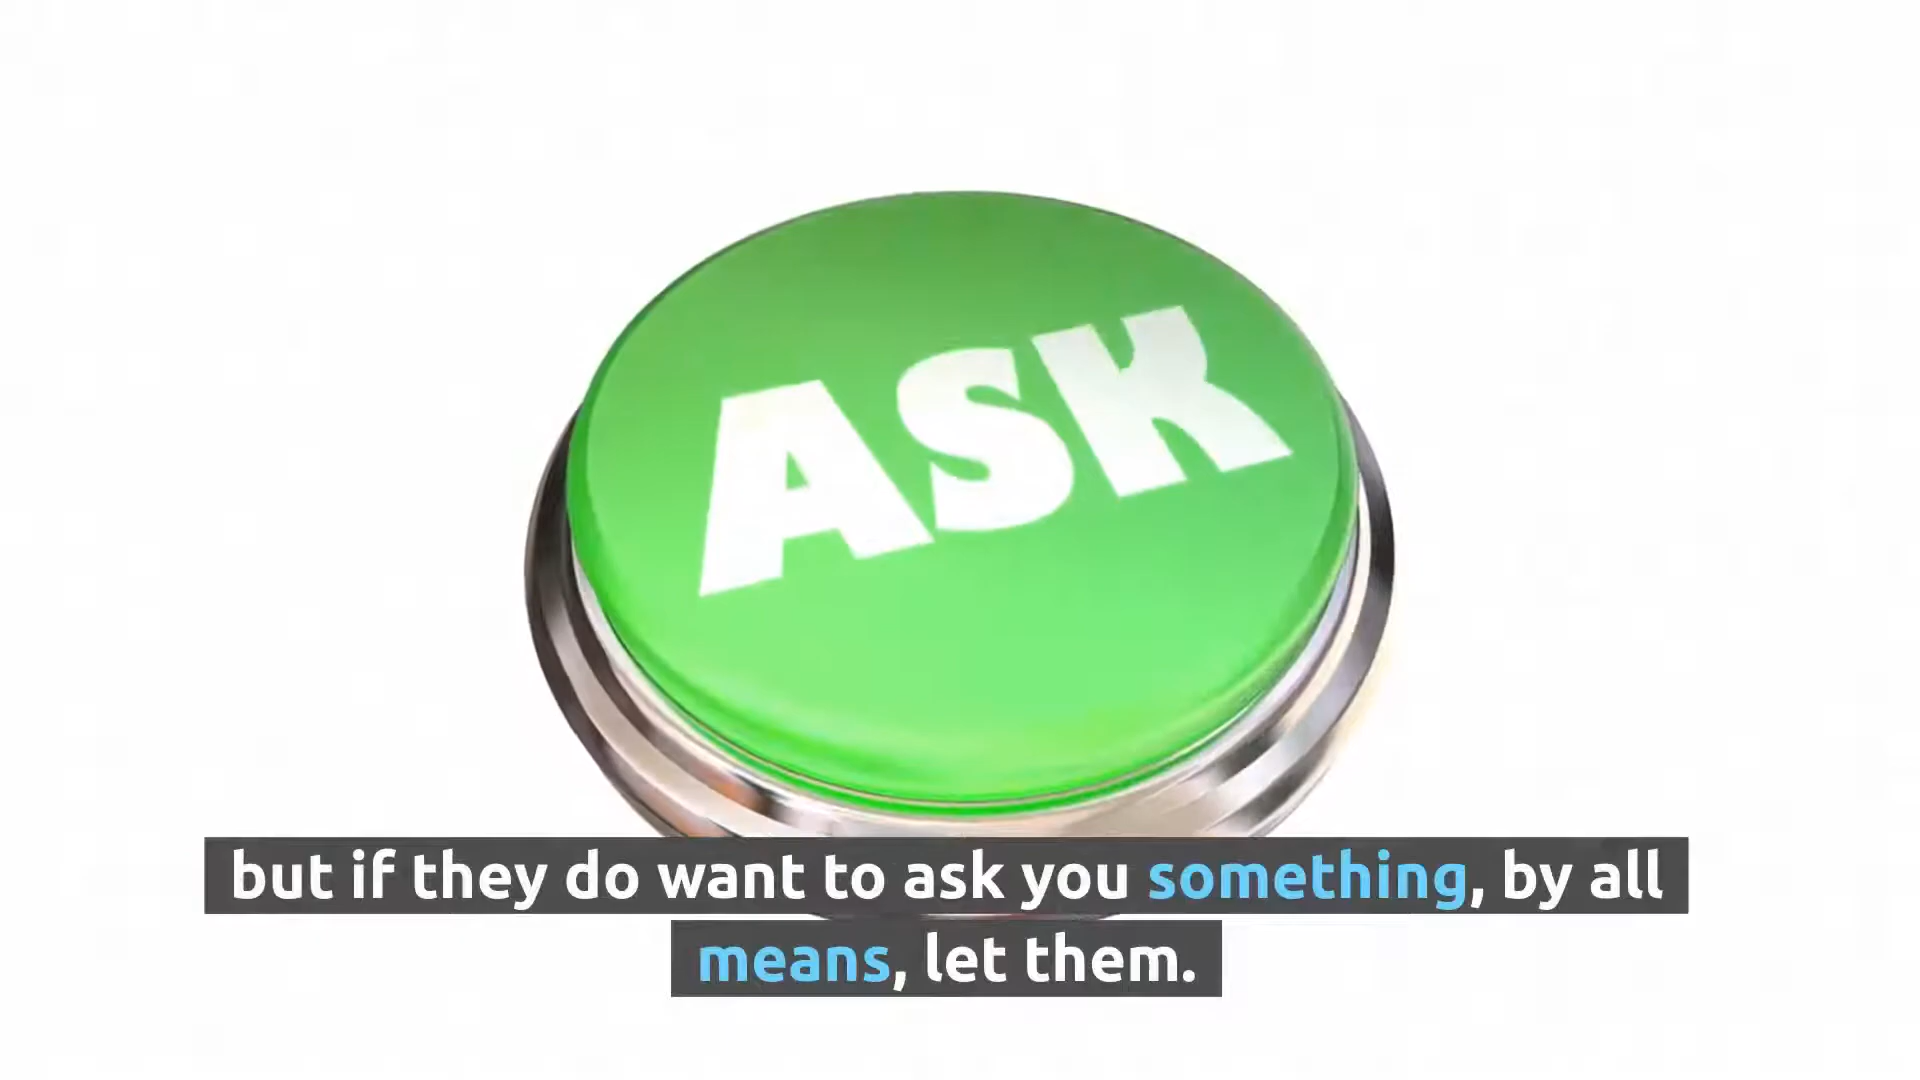 ASK
but if they do want to ask you something, by all
means, let them.